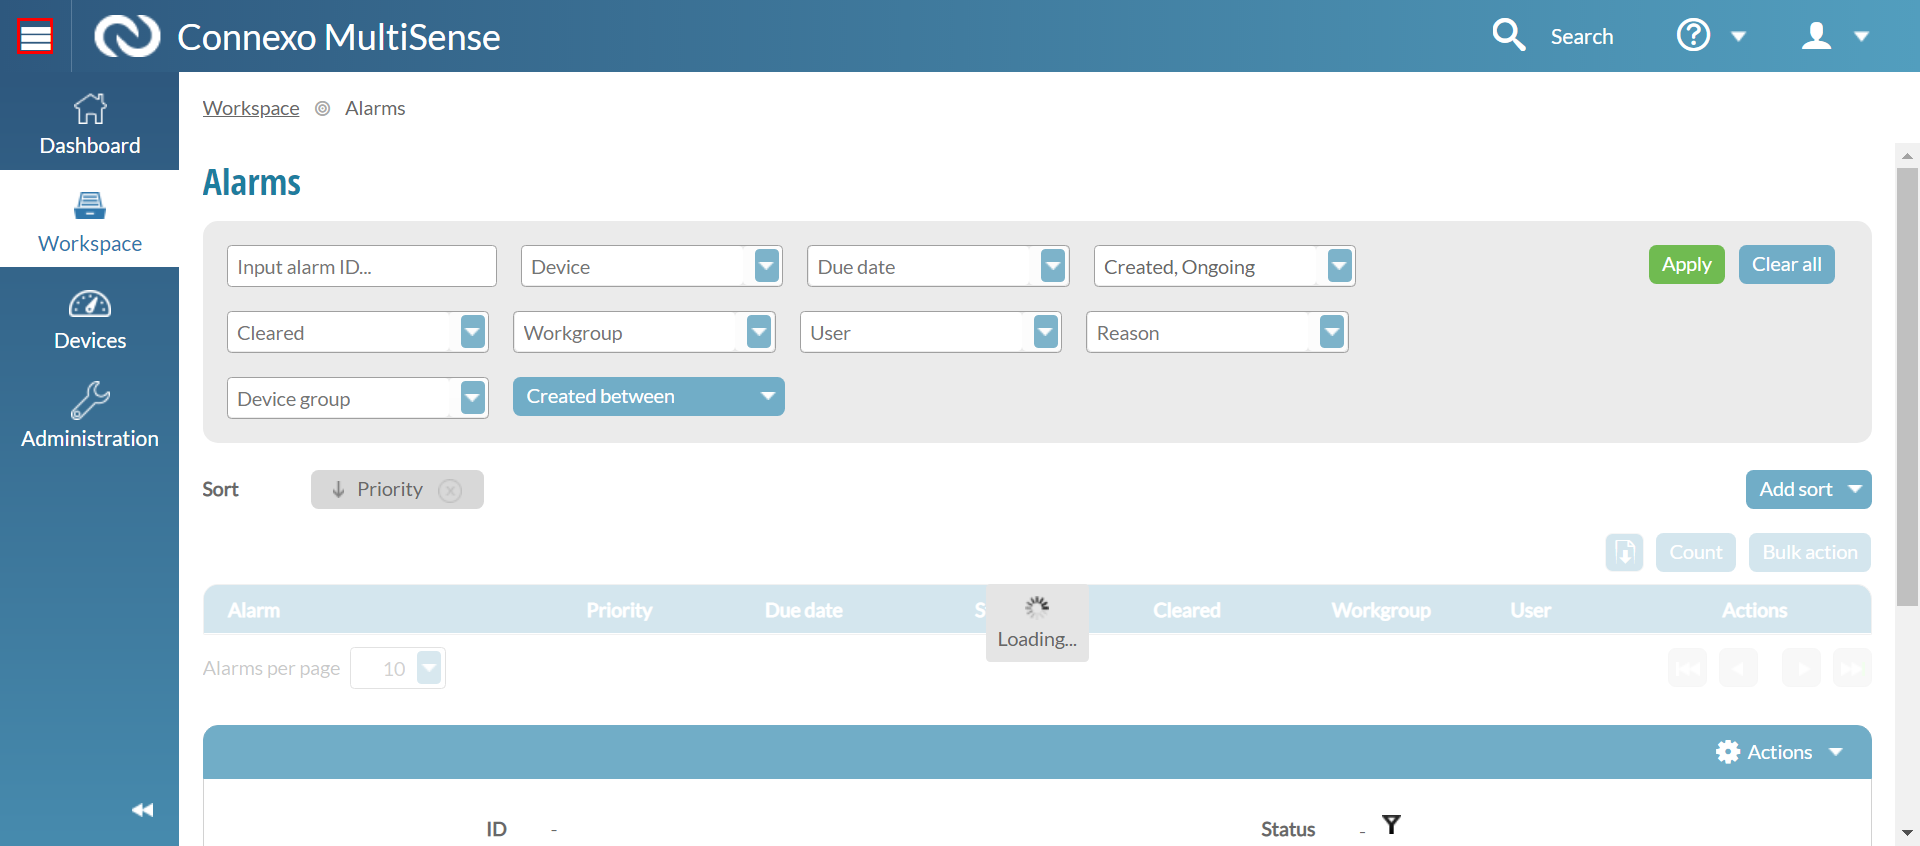 Connexo MultiSense
Search
Dashboard
Workspace
Devices
Administration
Workspace Alarms
Alarms
Input alarm ID... Device Due date Created, Ongoing Apply Clear all
Cleared Workgroup User Reason
Device group Created between
Sort Priority Add sort
Count Bulk action
Alarm Priority Due date S Cleared Workgroup User Actions
Loading...
Alarms per page 10
Actions
ID - Status -